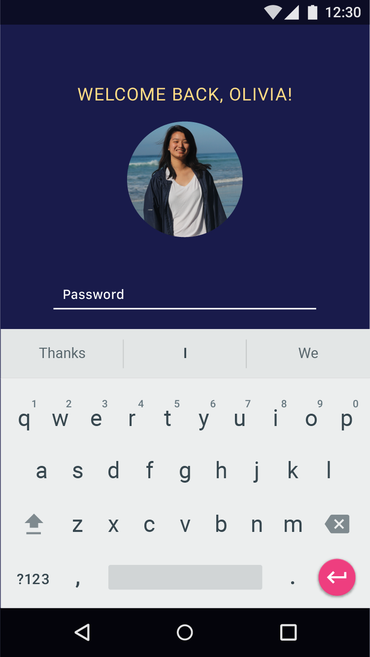 12:30
WELCOME BACK, OLIVIA!
Password
Thanks I We
1 2 3 4 5 6 7 8 9 0
q w e r t y u i o p
a s d f g h j k l
z x c v b n m
?123 , .